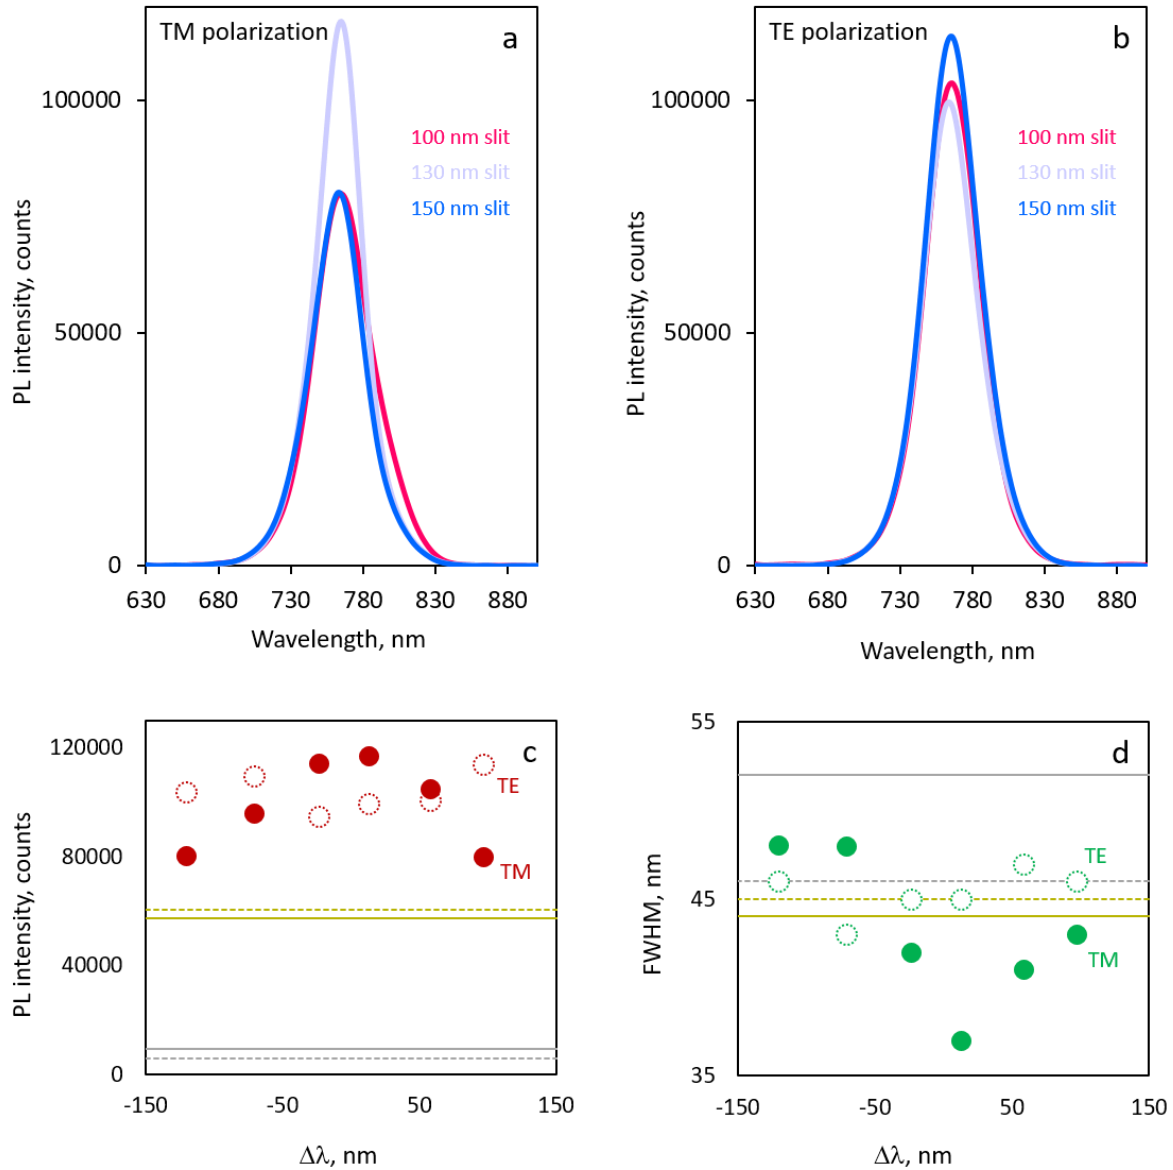 TM polarization
a
100000
50000
0
100 nm slit
130 nm slit
150 nm slit
PL intensity, counts
630 680 730 780 830 880
Wavelength, nm
TE polarization
b
100000
50000
0
100 nm slit
130 nm slit
150 nm slit
PL intensity, counts
630 680 730 780 830 880
Wavelength, nm
c
120000
80000
40000
0
TE
TM
PL intensity, counts
-150 -50 50 150
Δλ, nm
d
55
45
35
TE
TM
FWHM, nm
-150 -50 50 150
Δλ, nm